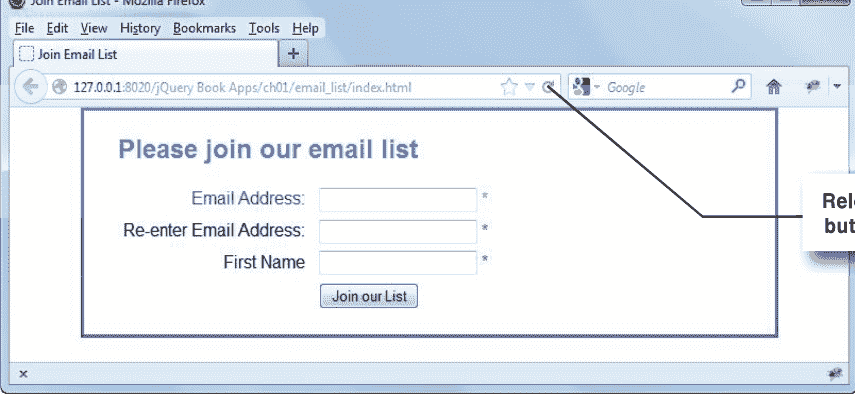 Join Email List - Mozilla Firefox
File Edit View History Bookmarks Tools Help
Join Email List +
127.0.0.1:8020/jQuery Book Apps/ch01/email_list/index.html Google
Please join our email list
Email Address: *
Re-enter Email Address: *
First Name *
Join our List
Rel
but
x